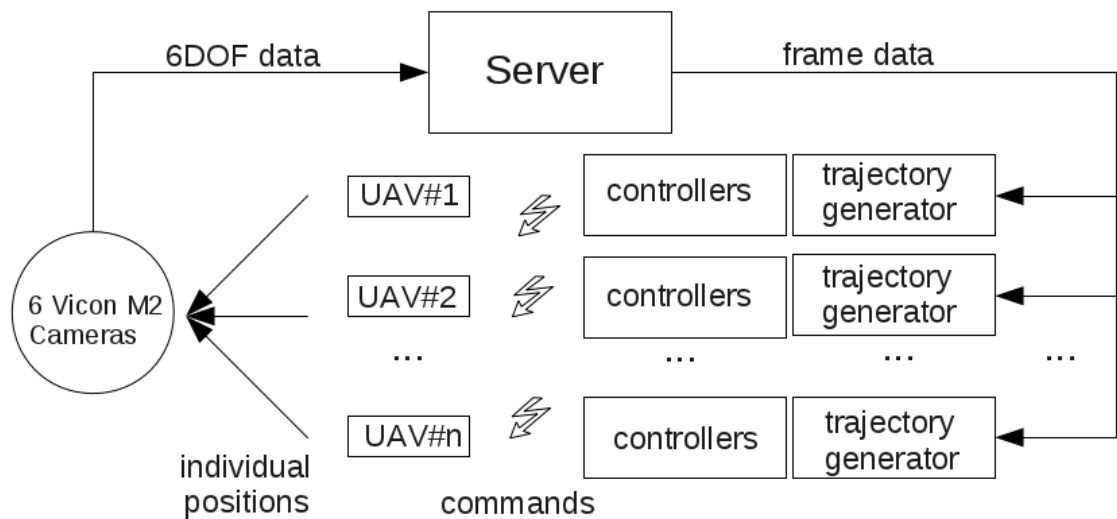 6DOF data
Server
frame data
UAV#1
controllers
trajectory
generator
6 Vicon M2
Cameras
UAV#2
controllers
trajectory
generator
...
...
...
...
UAV#n
controllers
trajectory
generator
individual
positions
commands